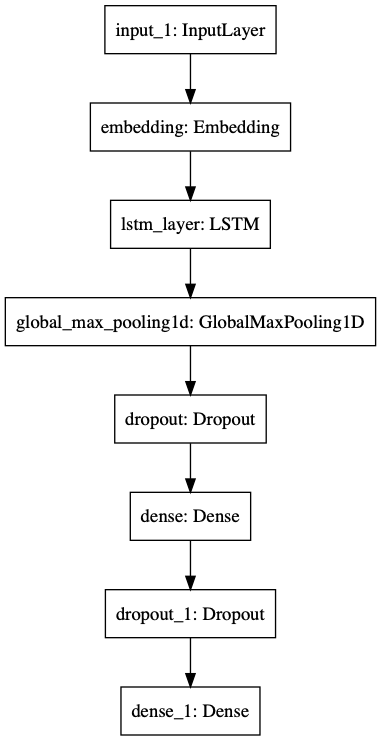 input_1: InputLayer
embedding: Embedding
lstm_layer: LSTM
global_max_pooling1d: GlobalMaxPooling1D
dropout: Dropout
dense: Dense
dropout_1: Dropout
dense_1: Dense